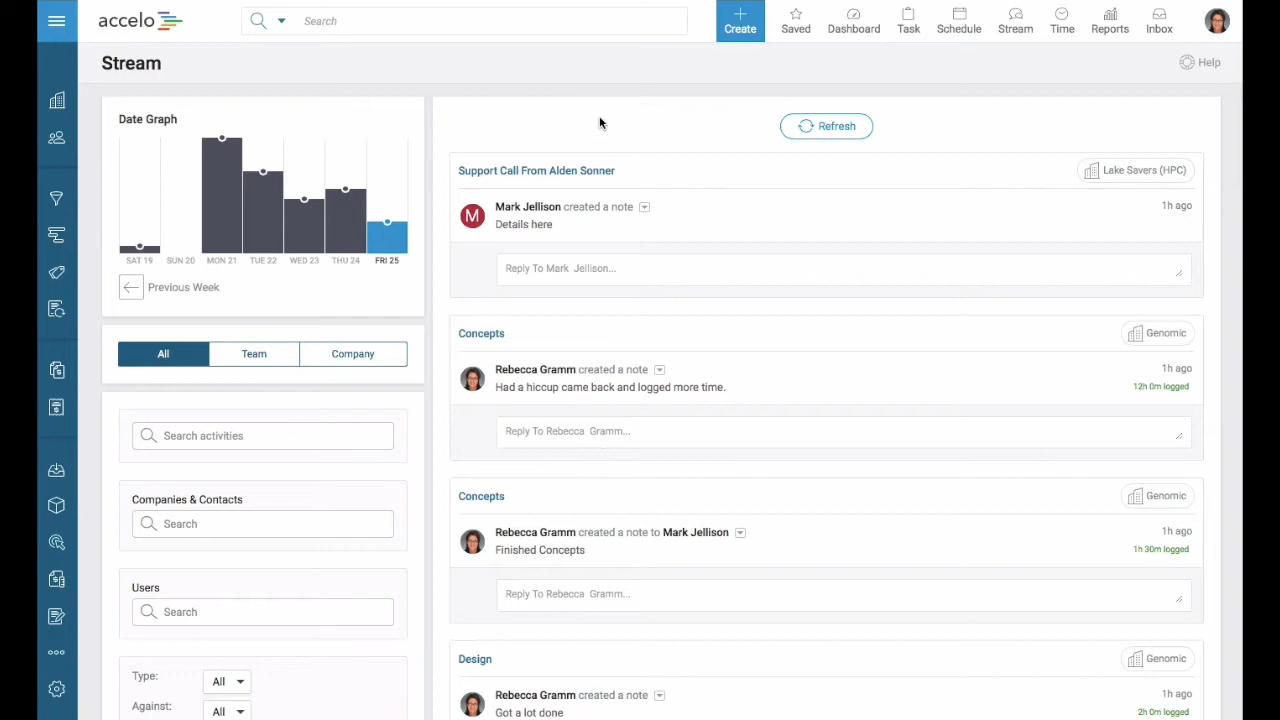 accelo
Search
Create
Saved
Dashboard
Task
Schedule
Stream
Time
Reports
Inbox
Stream
Help
Date Graph
SAT 19
SUN 20
MON 21
TUE 22
WED 23
THU 24
FRI 25
Previous Week
All
Team
Company
Search activities
Companies & Contacts
Search
Users
Search
Type:
All
Against:
All
Refresh
Support Call From Alden Sonner
Lake Savers (HPC)
M
Mark Jellison created a note
1h ago
Details here
Reply To Mark Jellison...
Concepts
Genomic
Rebecca Gramm created a note
1h ago
Had a hiccup came back and logged more time.
12h 0m logged
Reply To Rebecca Gramm...
Concepts
Genomic
Rebecca Gramm created a note to Mark Jellison
1h ago
Finished Concepts
1h 30m logged
Reply To Rebecca Gramm...
Design
Genomic
Rebecca Gramm created a note
1h ago
Got a lot done
2h 0m logged